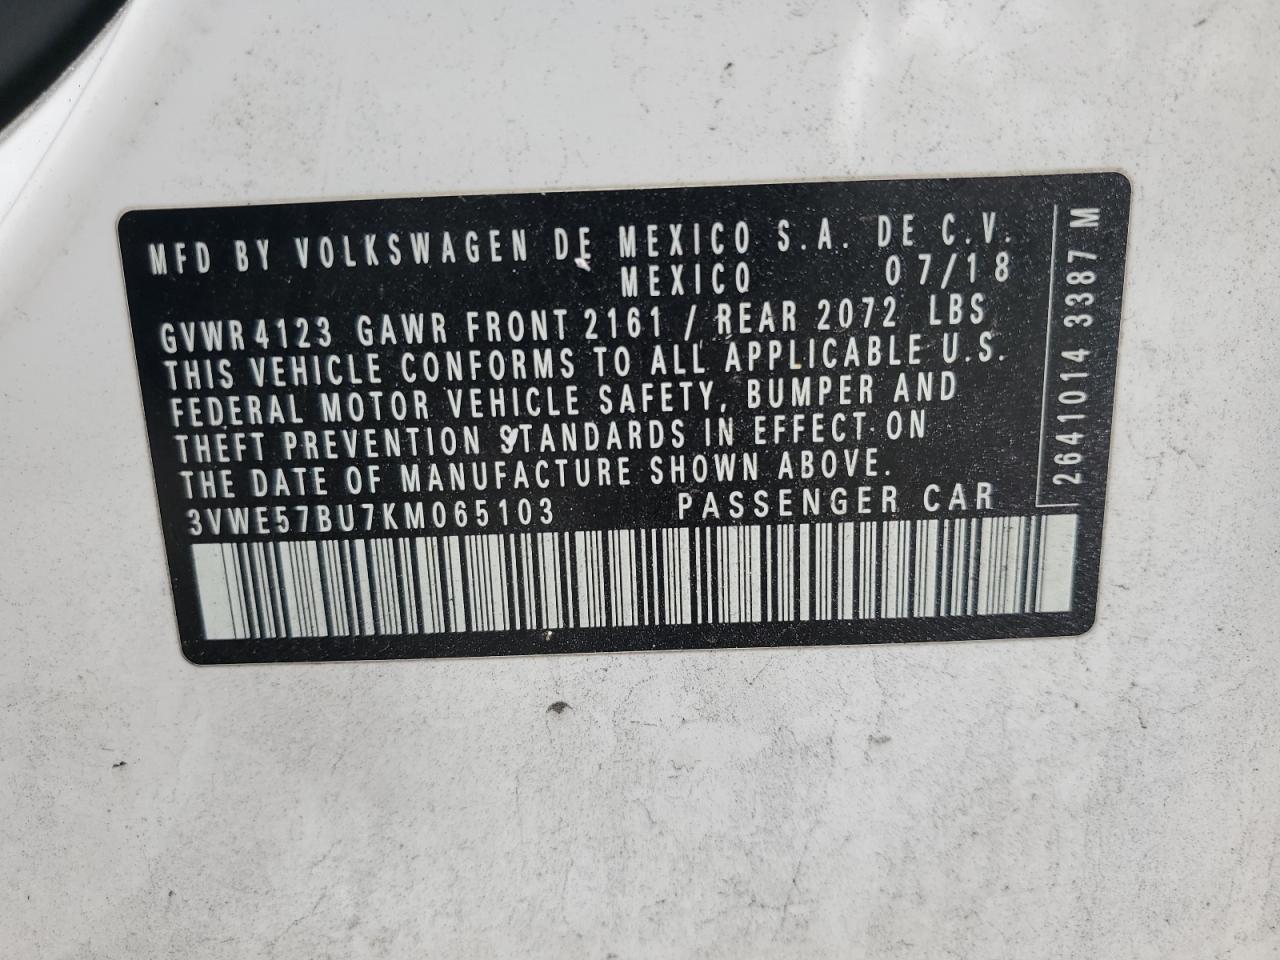 MFD BY VOLKSWAGEN DE MEXICO S.A. DE C.V.
MEXICO 07/18
GVWR 4123 GAWR FRONT 2161 / REAR 2072 LBS
THIS VEHICLE CONFORMS TO ALL APPLICABLE U.S.
FEDERAL MOTOR VEHICLE SAFETY, BUMPER AND
THEFT PREVENTION STANDARDS IN EFFECT ON
THE DATE OF MANUFACTURE SHOWN ABOVE.
3VWE57BU7KM065103 PASSENGER CAR
2641014 3387 M